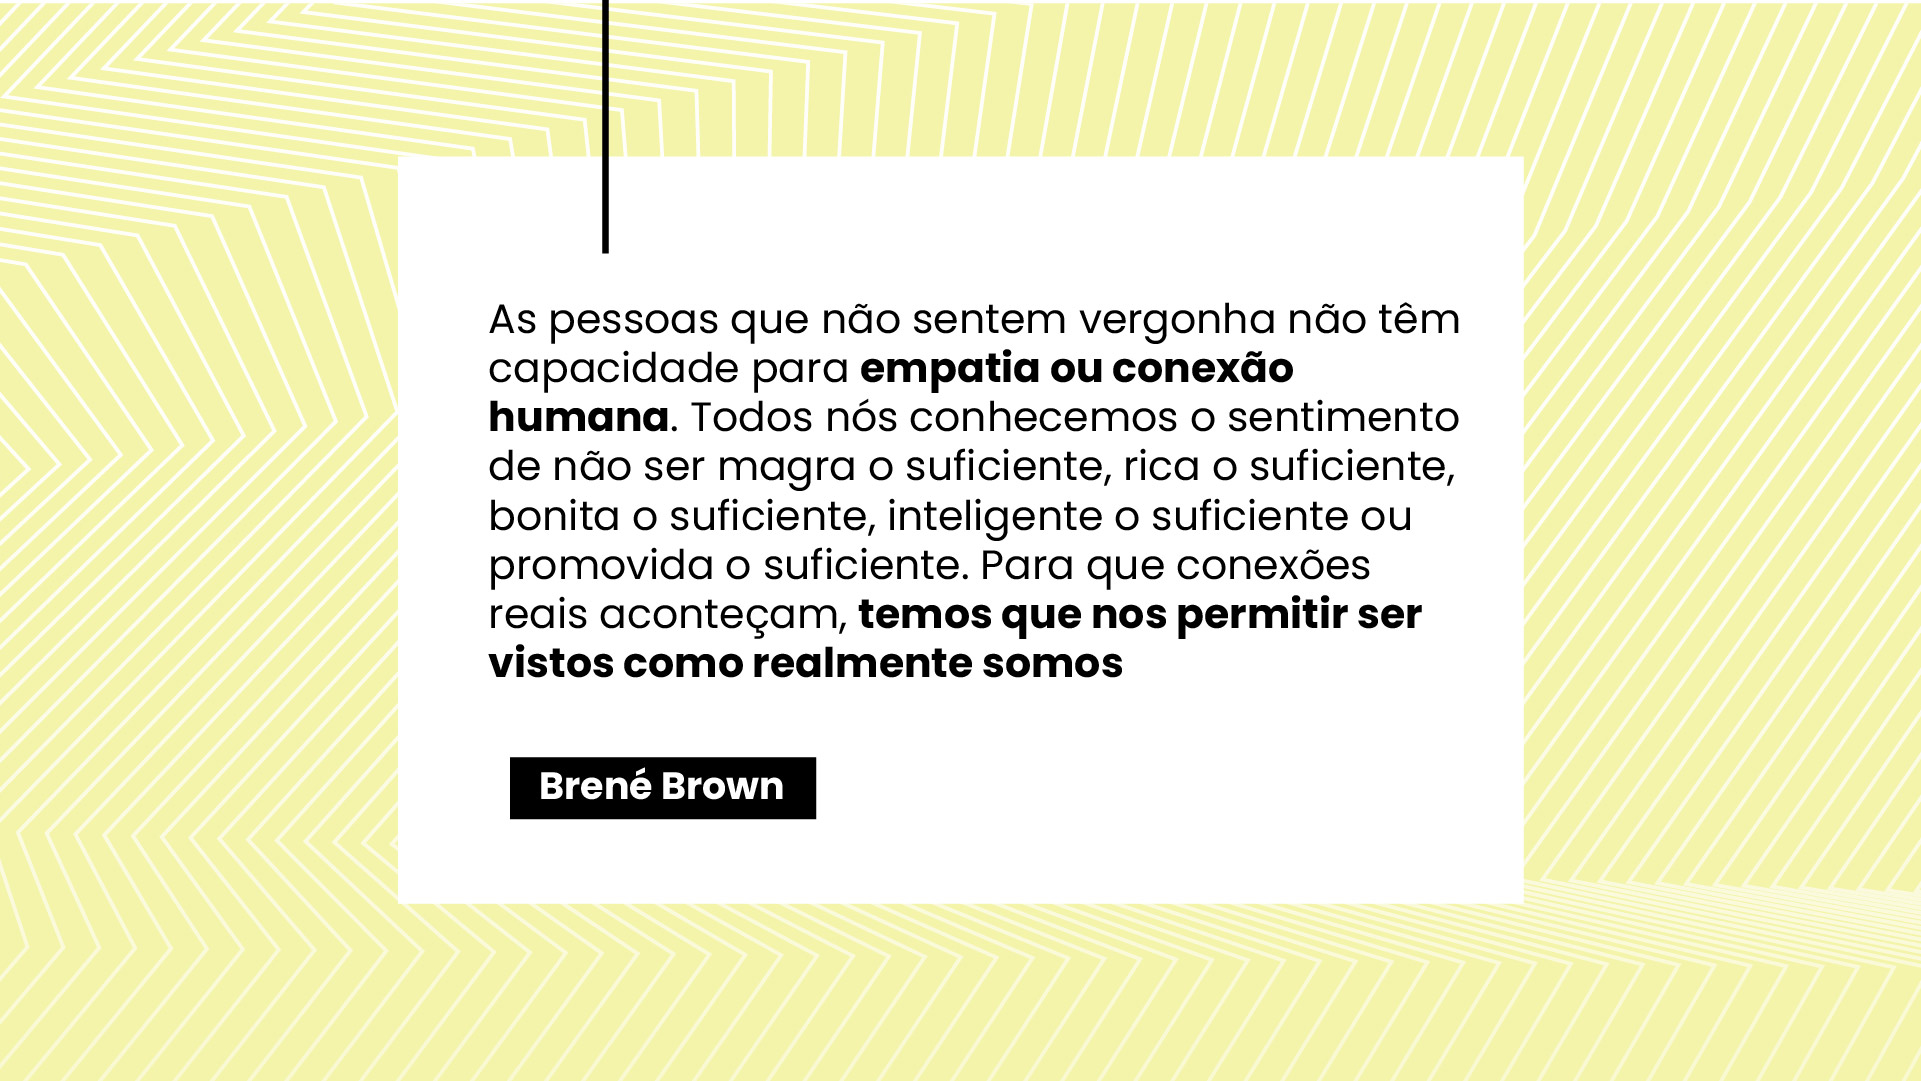 As pessoas que não sentem vergonha não têm
capacidade para empatia ou conexão
humana. Todos nós conhecemos o sentimento
de não ser magra o suficiente, rica o suficiente,
bonita o suficiente, inteligente o suficiente ou
promovida o suficiente. Para que conexões
reais aconteçam, temos que nos permitir ser
vistos como realmente somos
Brené Brown